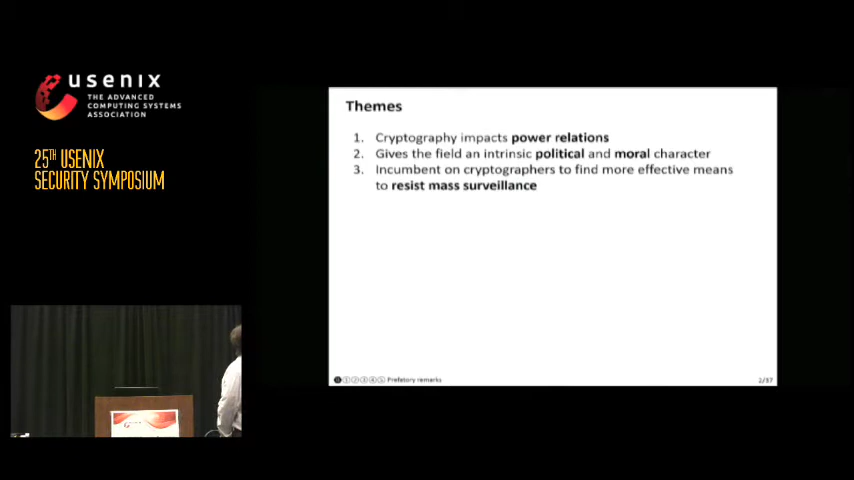 usenix
THE ADVANCED
COMPUTING SYSTEMS
ASSOCIATION
25TH USENIX
SECURITY SYMPOSIUM
Themes
1. Cryptography impacts power relations
2. Gives the field an intrinsic political and moral character
3. Incumbent on cryptographers to find more effective means
to resist mass surveillance
Prefatory remarks
2/57